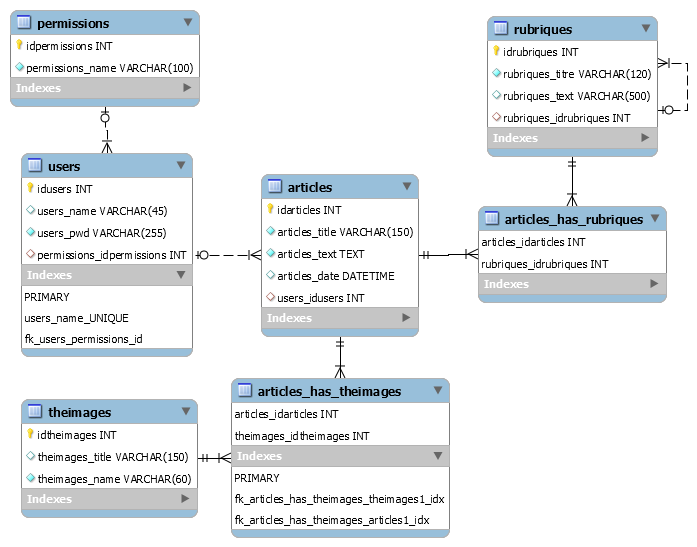 permissions
idpermissions INT
permissions_name VARCHAR(100)
Indexes
users
idusers INT
users_name VARCHAR(45)
users_pwd VARCHAR(255)
permissions_idpermissions INT
Indexes
PRIMARY
users_name_UNIQUE
fk_users_permissions_id
articles
idarticles INT
articles_title VARCHAR(150)
articles_text TEXT
articles_date DATETIME
users_idusers INT
Indexes
rubriques
idrubriques INT
rubriques_titre VARCHAR(120)
rubriques_text VARCHAR(500)
rubriques_idrubriques INT
Indexes
articles_has_rubriques
articles_idarticles INT
rubriques_idrubriques INT
Indexes
theimages
idtheimages INT
theimages_title VARCHAR(150)
theimages_name VARCHAR(60)
Indexes
articles_has_theimages
articles_idarticles INT
theimages_idtheimages INT
Indexes
PRIMARY
fk_articles_has_theimages_theimages1_idx
fk_articles_has_theimages_articles1_idx